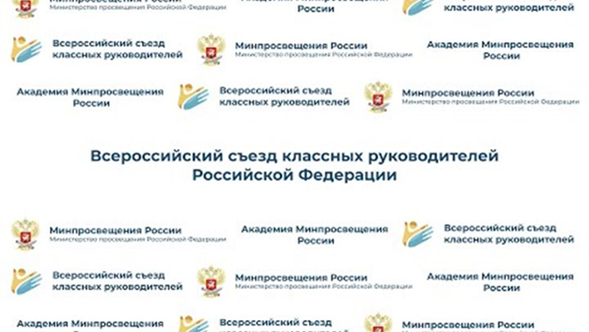 Минпросвещения России
Министерство просвещения Российской Федерации
Академия Минпросвещения
России
классных руководителей
Всероссийский съезд
классных руководителей
Минпросвещения России
Министерство просвещения Российской Федерации
Академия Минпросвещения
России
Академия Минпросвещения
России
Всероссийский съезд
классных руководителей
Минпросвещения России
Министерство просвещения Российской Федерации
Всероссийский съезд классных руководителей
Российской Федерации
Минпросвещения России
Министерство просвещения Российской Федерации
Академия Минпросвещения
России
Всероссийский съезд
классных руководителей
Всероссийский съезд
классных руководителей
Минпросвещения России
Министерство просвещения Российской Федерации
Академия Минпросвещения
России
Академия Минпросвещения
России
Всероссийский съезд
классных руководителей
Минпросвещения России